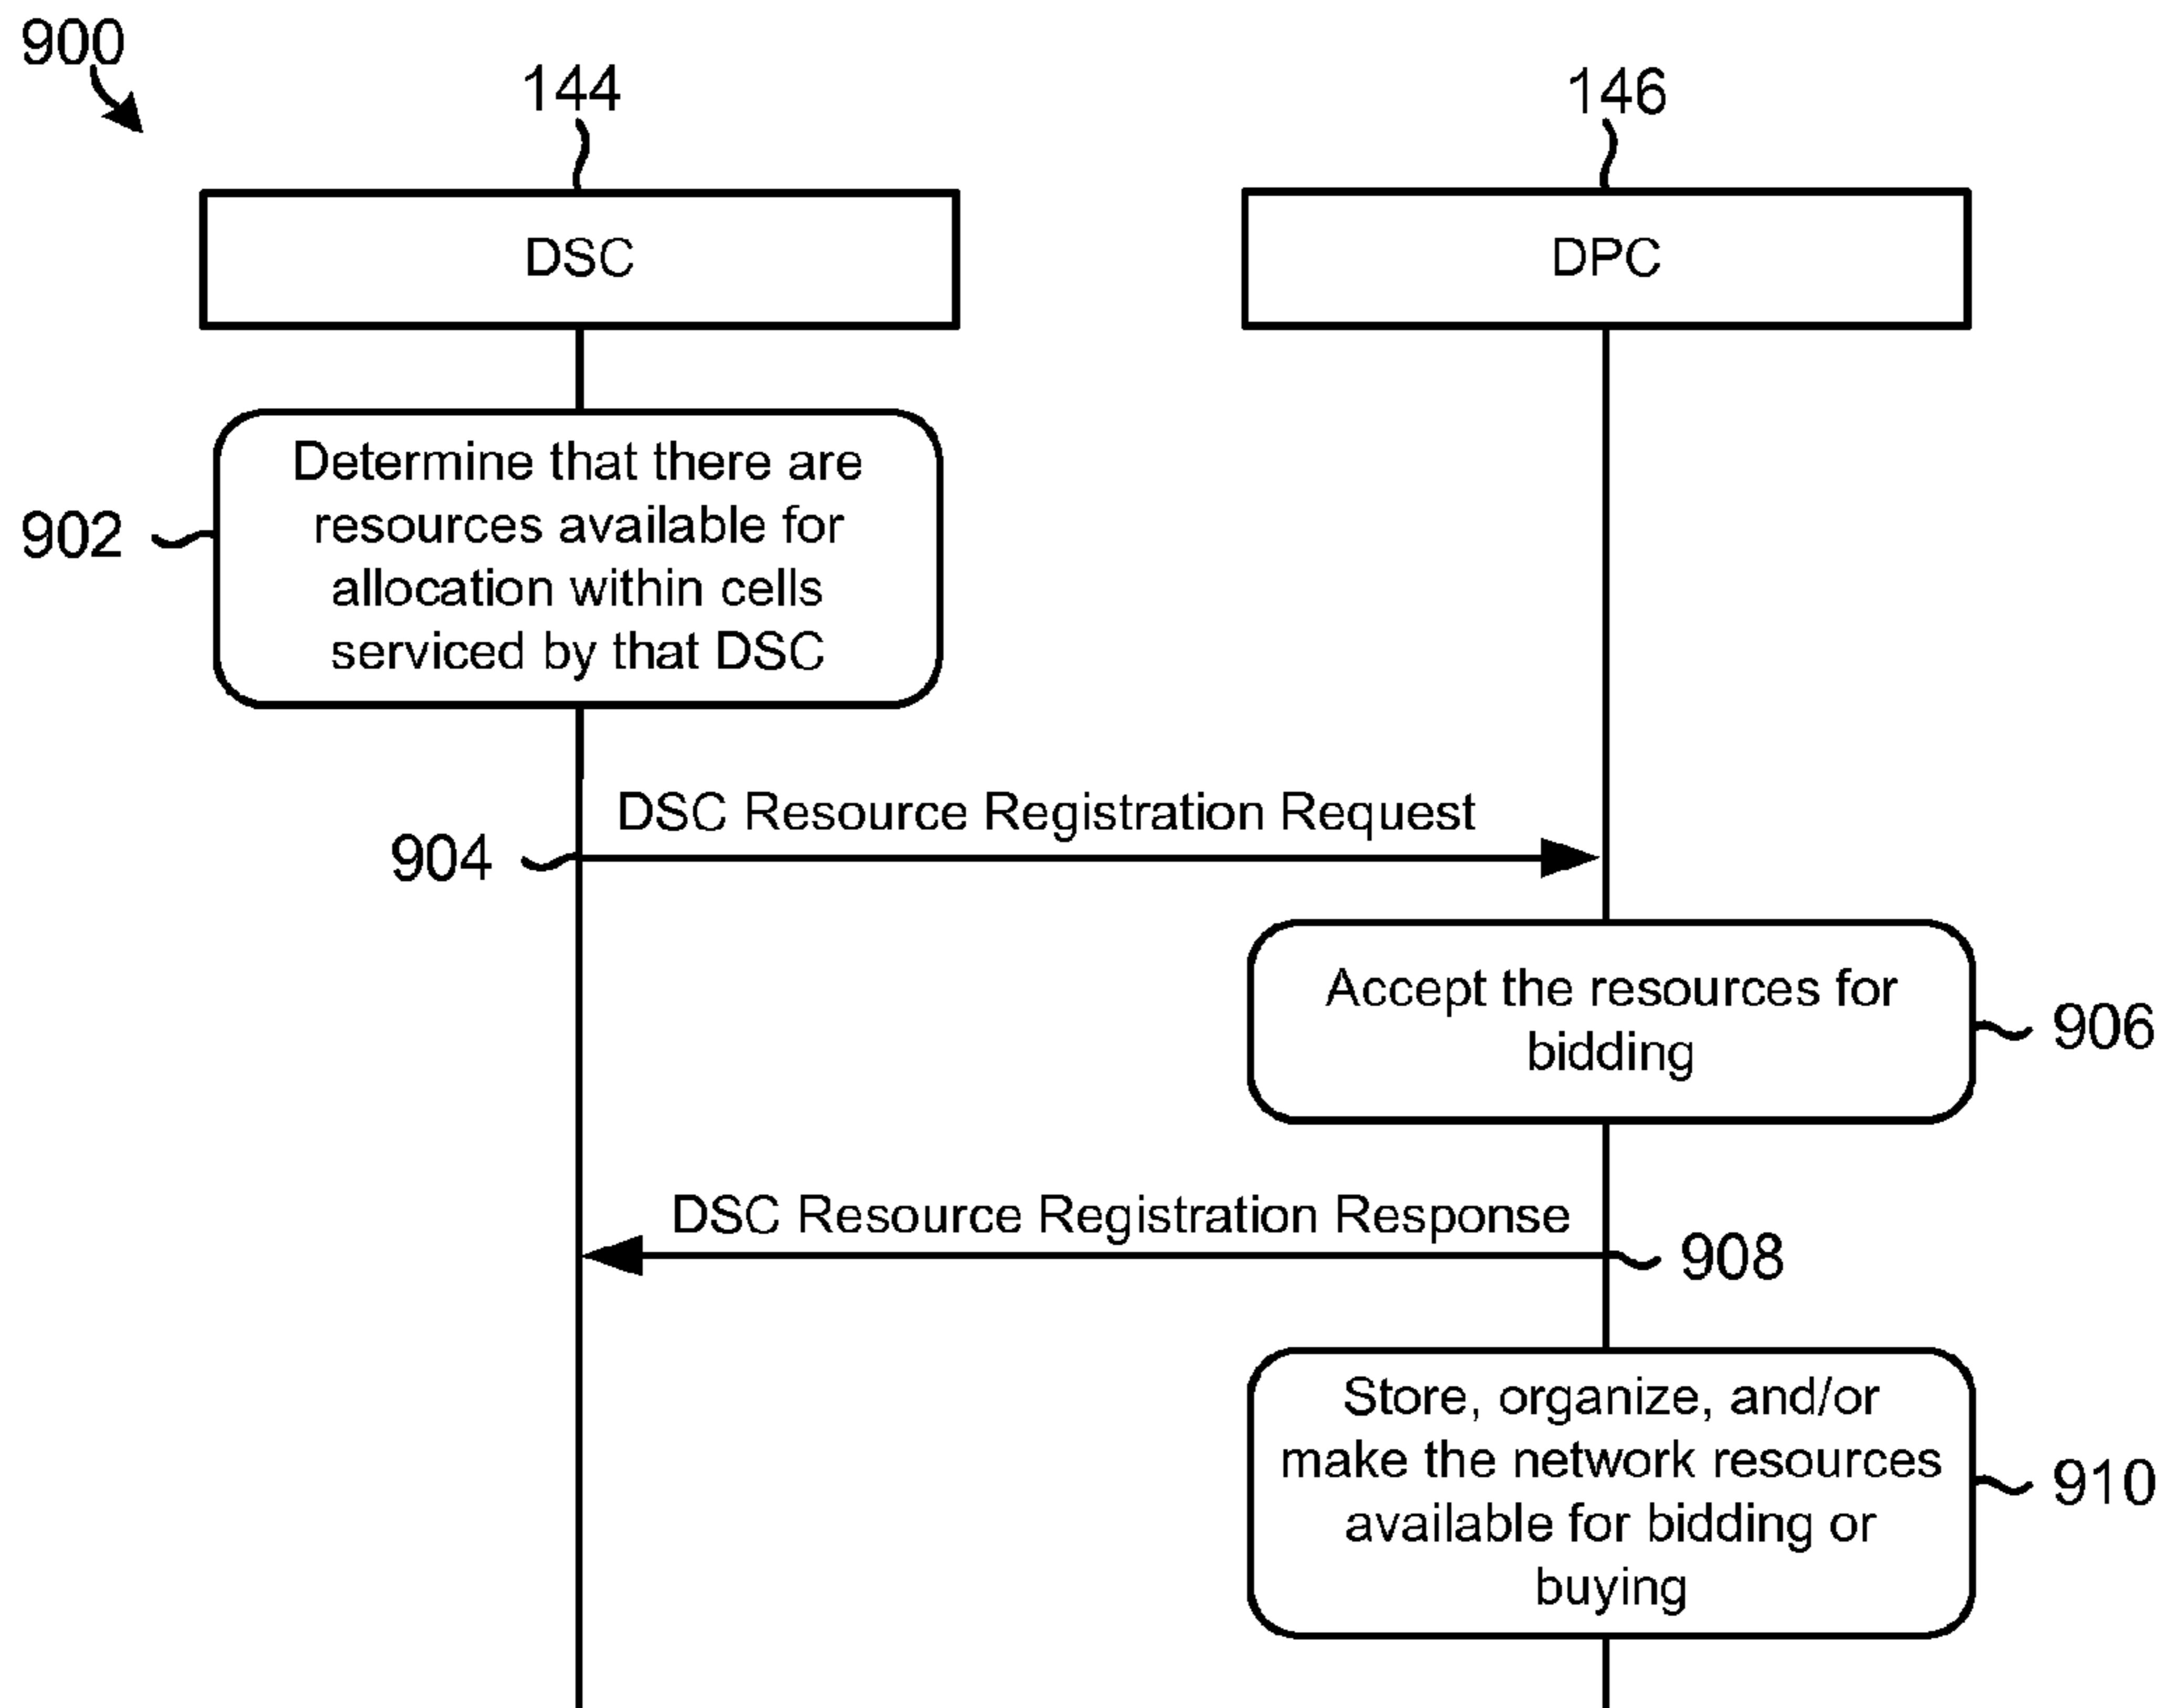 900
144
146
DSC
DPC
Determine that there are
resources available for
allocation within cells
serviced by that DSC
902
DSC Resource Registration Request
904
Accept the resources for
bidding
906
DSC Resource Registration Response
908
Store, organize, and/or
make the network resources
available for bidding or
buying
910